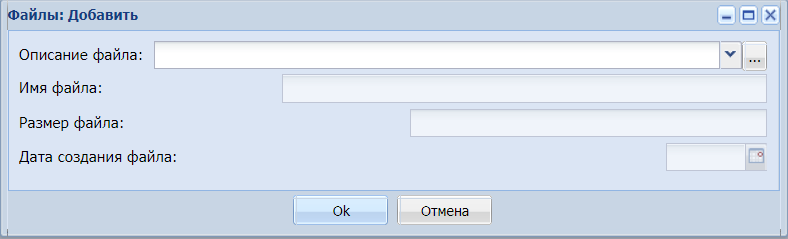 Файлы: Добавить
Описание файла:
...
Имя файла:
Размер файла:
Дата создания файла:
Ok Отмена